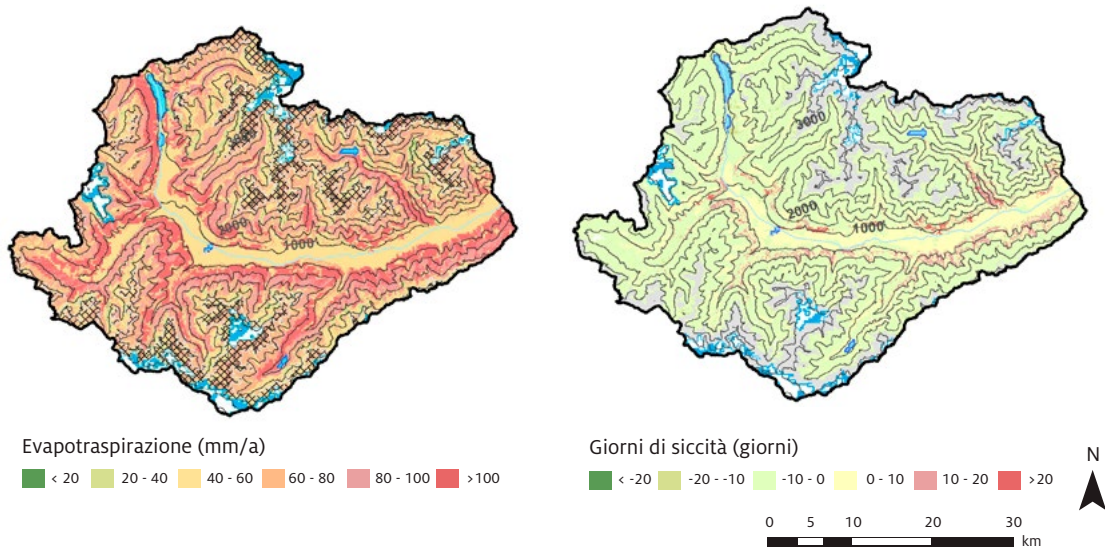 3000
2000
1000
3000
2000
1000
Evapotraspirazione (mm/a)
< 20 20 - 40 40 - 60 60 - 80 80 - 100 >100
Giorni di siccità (giorni)
< -20 -20 - -10 -10 - 0 0 - 10 10 - 20 >20
N
0 5 10 20 30
km